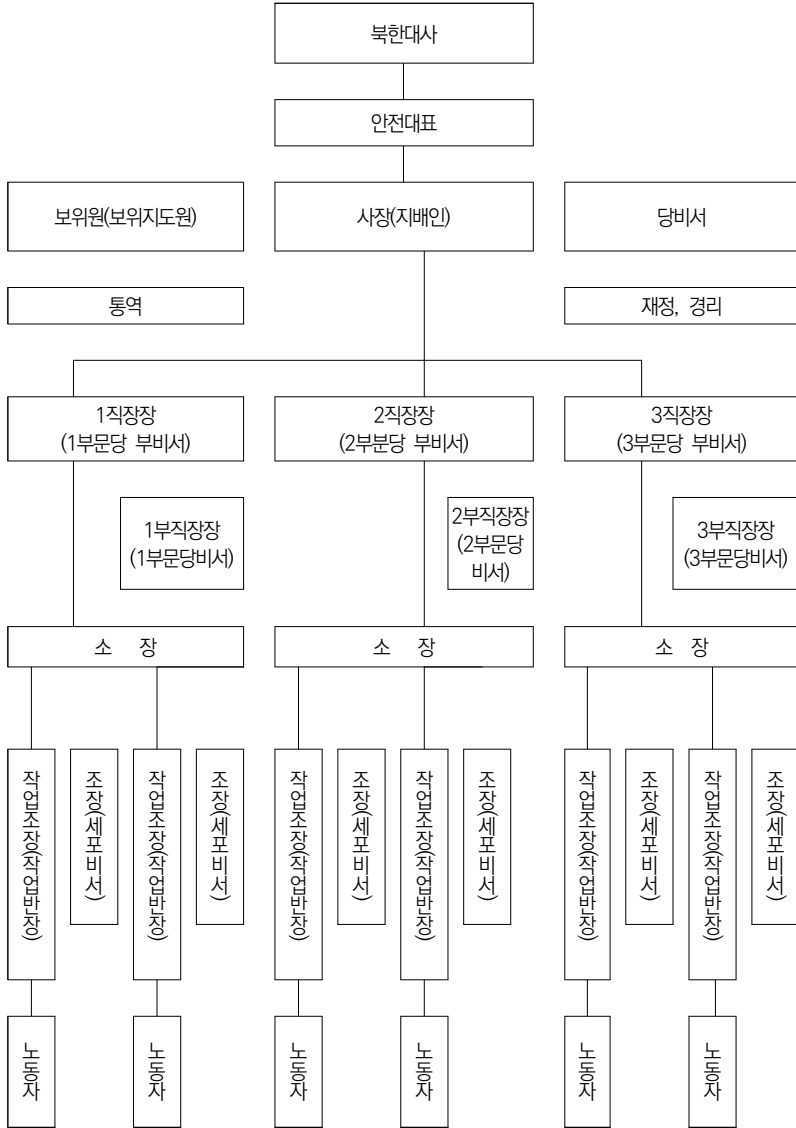 북한대사
안전대표
보위원(보위지도원)
사장(지배인)
당비서
통역
재정, 경리
1직장장
(1부문당 부비서)
2직장장
(2부분당 부비서)
3직장장
(3부문당 부비서)
1부직장장
(1부문당비서)
2부직장장
(2부문당
비서)
3부직장장
(3부문당비서)
소 장
소 장
소 장
작업조장(작업반장)
조장(세포비서)
작업조장(작업반장)
조장(세포비서)
작업조장(작업반장)
조장(세포비서)
작업조장(작업반장)
조장(세포비서)
작업조장(작업반장)
조장(세포비서)
작업조장(작업반장)
조장(세포비서)
노동자
노동자
노동자
노동자
노동자
노동자